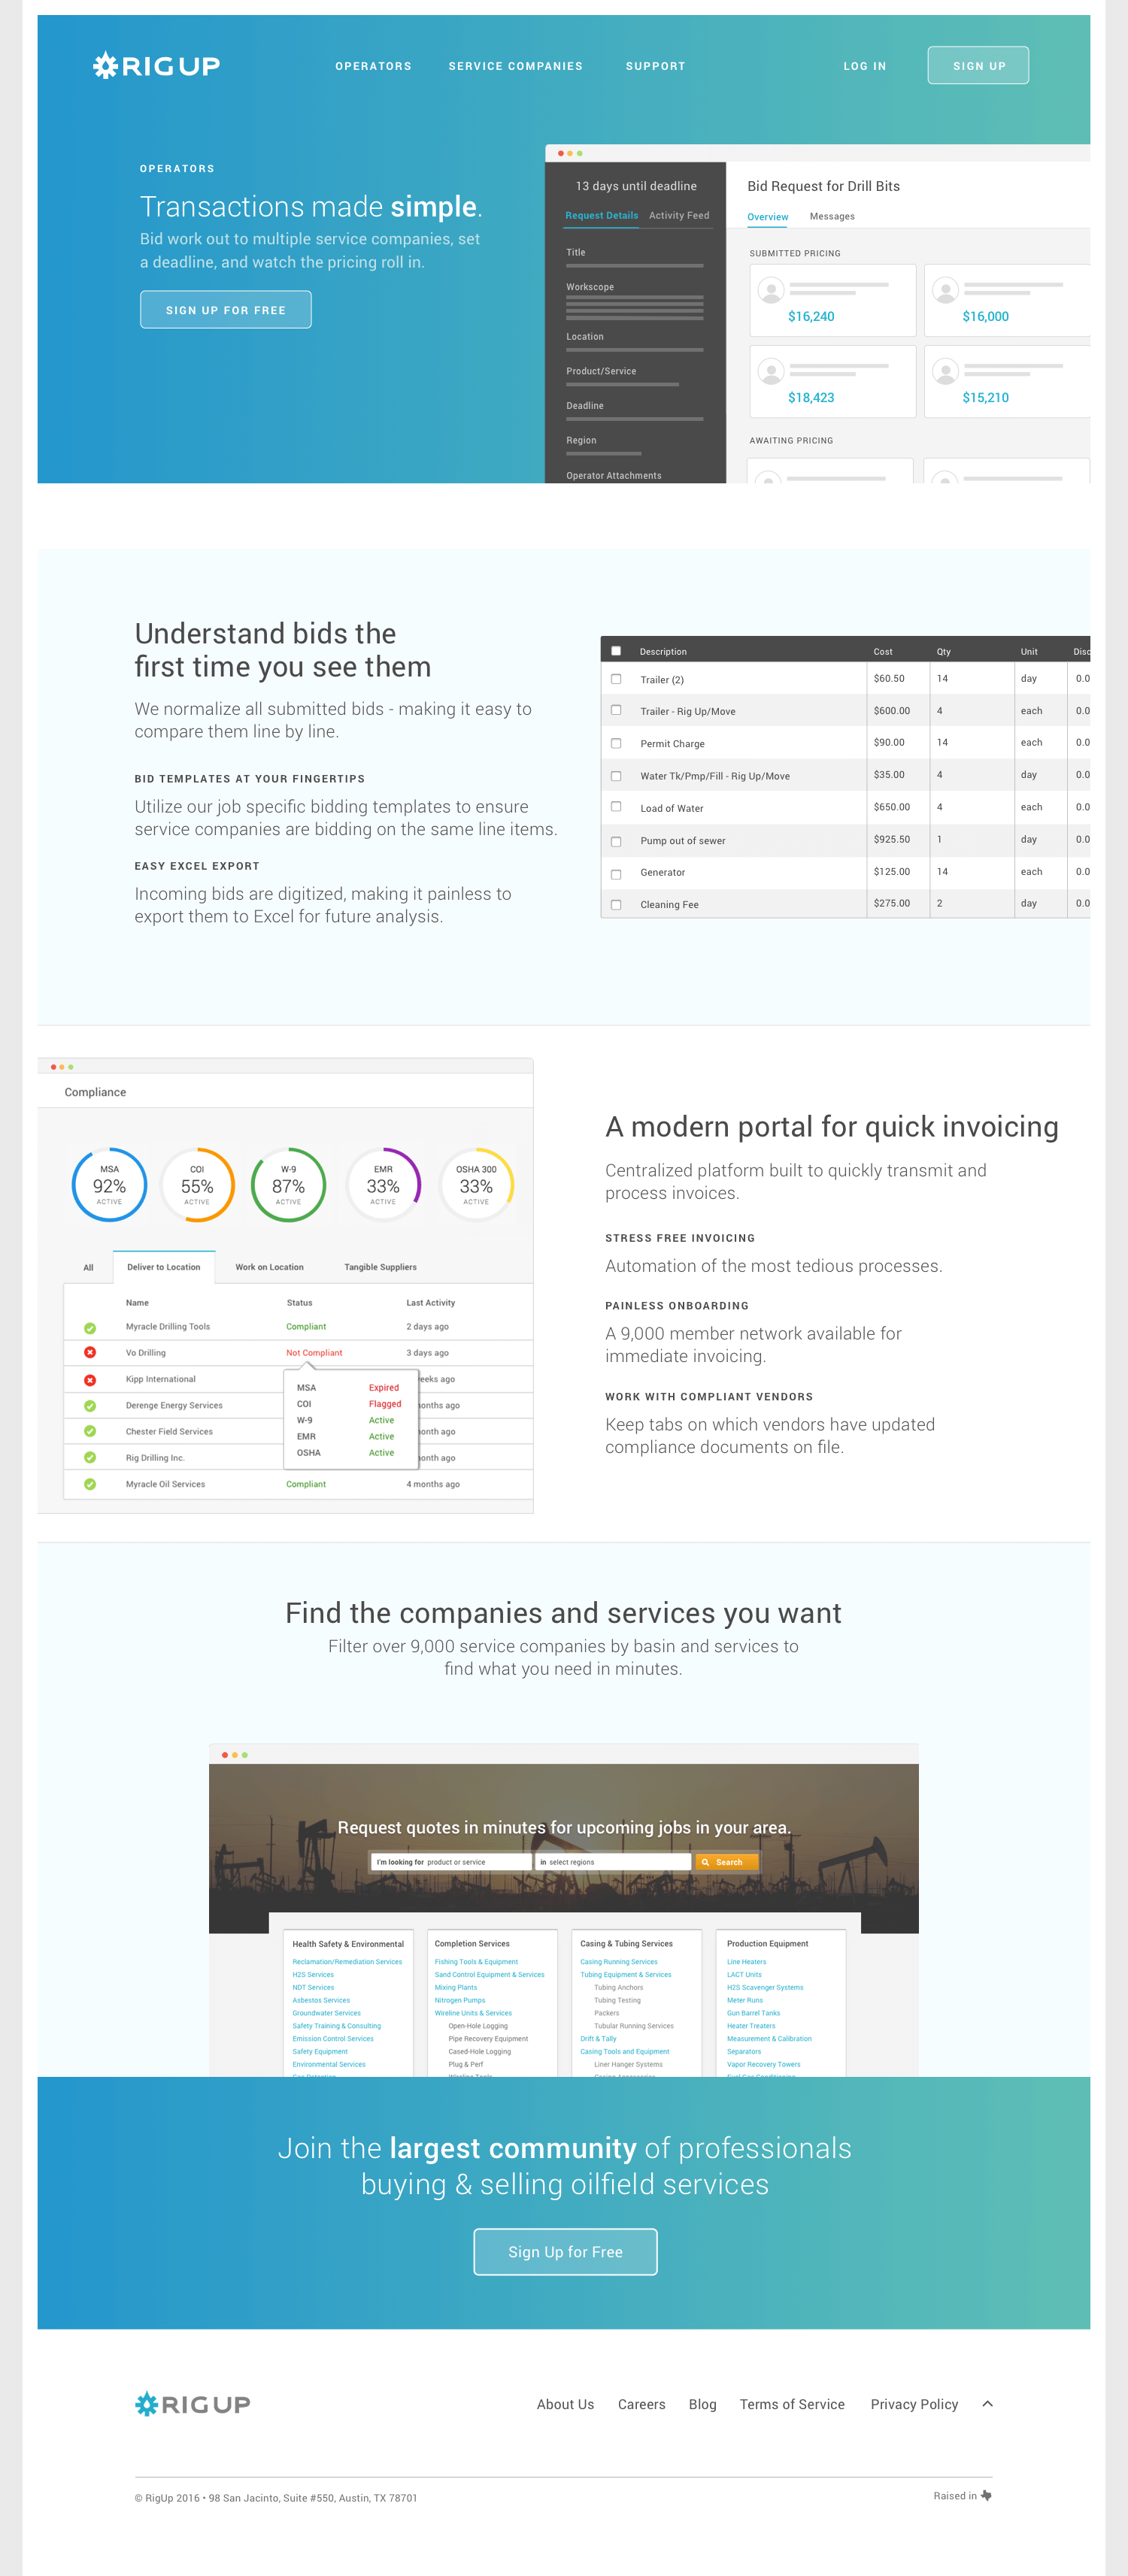 RIGUP
OPERATORS SERVICE COMPANIES SUPPORT LOG IN SIGN UP
OPERATORS
Transactions made simple.
Bid work out to multiple service companies, set
a deadline, and watch the pricing roll in.
SIGN UP FOR FREE
13 days until deadline
Request Details Activity Feed
Title
Workscope
Location
Product/Service
Deadline
Region
Operator Attachments
Bid Request for Drill Bits
Overview Messages
SUBMITTED PRICING
$16,240 $16,000
$18,423 $15,210
AWAITING PRICING
Understand bids the
first time you see them
We normalize all submitted bids - making it easy to
compare them line by line.
BID TEMPLATES AT YOUR FINGERTIPS
Utilize our job specific bidding templates to ensure
service companies are bidding on the same line items.
EASY EXCEL EXPORT
Incoming bids are digitized, making it painless to
export them to Excel for future analysis.
Description Cost Qty Unit Disc
Trailer (2) $60.50 14 day 0.0
Trailer - Rig Up/Move $600.00 4 each 0.0
Permit Charge $90.00 14 each 0.0
Water Tk/Pmp/Fill - Rig Up/Move $35.00 4 day 0.0
Load of Water $650.00 4 each 0.0
Pump out of sewer $925.50 1 day 0.0
Generator $125.00 14 each 0.0
Cleaning Fee $275.00 2 day 0.0
Compliance
MSA 92% ACTIVE
COI 55% ACTIVE
W-9 87% ACTIVE
EMR 33% ACTIVE
OSHA 300 33% ACTIVE
All Deliver to Location Work on Location Tangible Suppliers
Name Status Last Activity
Myracle Drilling Tools Compliant 2 days ago
Vo Drilling Not Compliant 3 days ago
Kipp International eeks ago
Derenge Energy Services onths ago
Chester Field Services onth ago
Rig Drilling Inc. onth ago
Myracle Oil Services Compliant 4 months ago
MSA Expired
COI Flagged
W-9 Active
EMR Active
OSHA Active
A modern portal for quick invoicing
Centralized platform built to quickly transmit and
process invoices.
STRESS FREE INVOICING
Automation of the most tedious processes.
PAINLESS ONBOARDING
A 9,000 member network available for
immediate invoicing.
WORK WITH COMPLIANT VENDORS
Keep tabs on which vendors have updated
compliance documents on file.
Find the companies and services you want
Filter over 9,000 service companies by basin and services to
find what you need in minutes.
Request quotes in minutes for upcoming jobs in your area.
I'm looking for product or service in select regions Search
Health Safety & Environmental
Reclamation/Remediation Services
H2S Services
NDT Services
Asbestos Services
Groundwater Services
Safety Training & Consulting
Emission Control Services
Safety Equipment
Environmental Services
Completion Services
Fishing Tools & Equipment
Sand Control Equipment & Services
Mixing Plants
Nitrogen Pumps
Wireline Units & Services
Open-Hole Logging
Pipe Recovery Equipment
Cased-Hole Logging
Plug & Perf
Casing & Tubing Services
Casing Running Services
Tubing Equipment & Services
Tubing Anchors
Tubing Testing
Packers
Tubular Running Services
Drift & Tally
Casing Tools and Equipment
Liner Hanger Systems
Production Equipment
Line Heaters
LACT Units
H2S Scavenger Systems
Meter Runs
Gun Barrel Tanks
Heater Treaters
Measurement & Calibration
Separators
Vapor Recovery Towers
Join the largest community of professionals
buying & selling oilfield services
Sign Up for Free
RIGUP
About Us Careers Blog Terms of Service Privacy Policy
© RigUp 2016 • 98 San Jacinto, Suite #550, Austin, TX 78701
Raised in